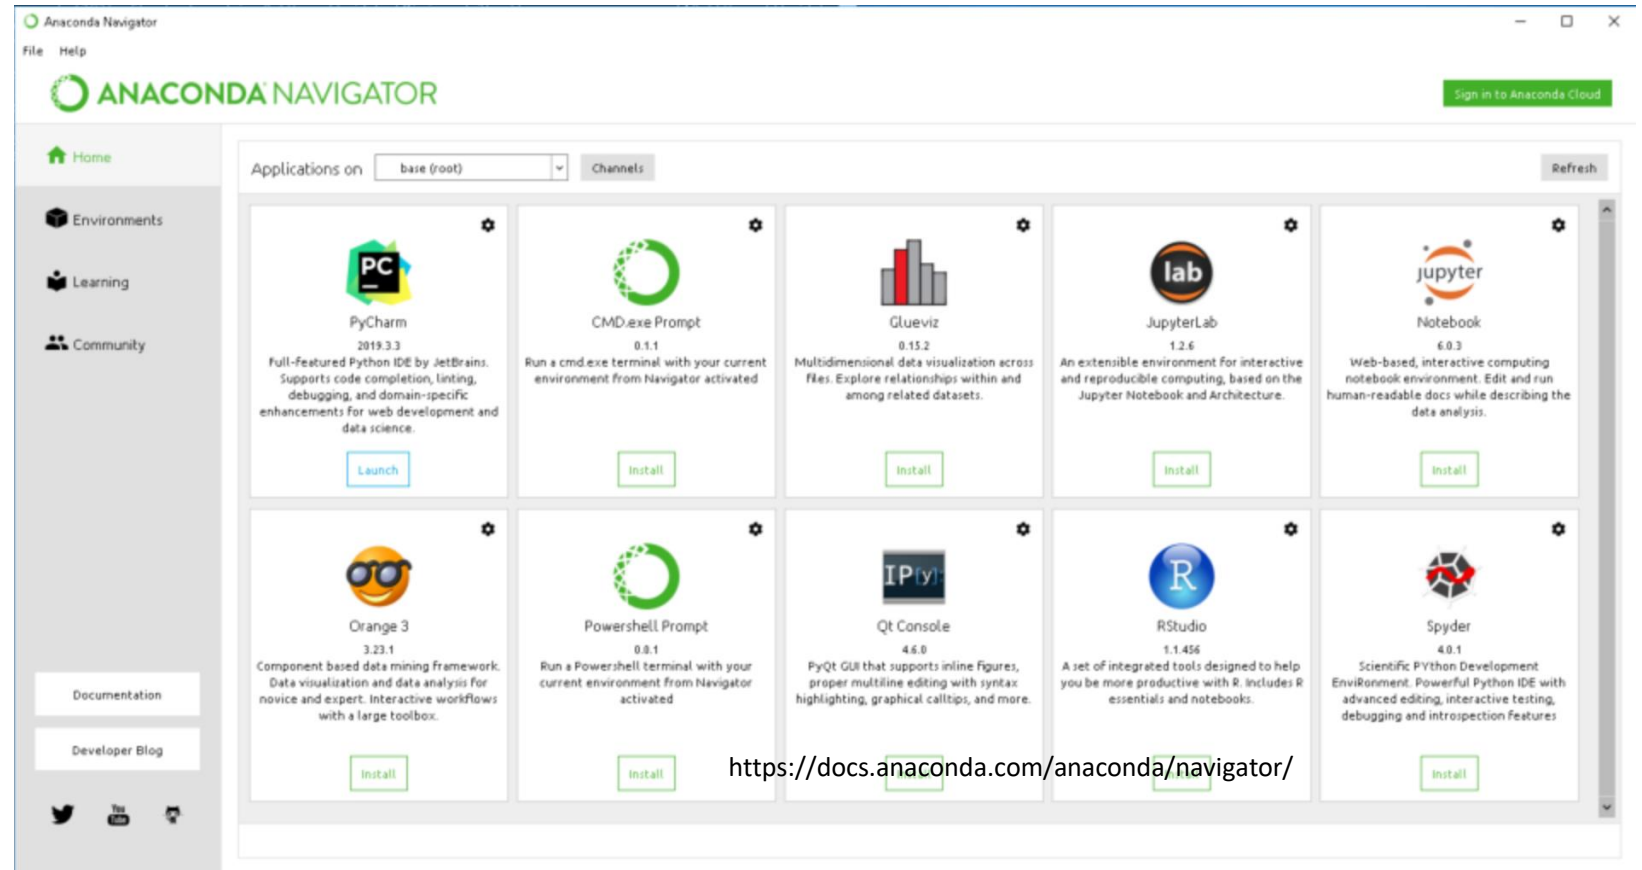 Anaconda Navigator
File Help
ANACONDA NAVIGATOR
Sign in to Anaconda Cloud
Home
Environments
Learning
Community
Documentation
Developer Blog
You
Tube
Applications on base (root) Channels Refresh
PC
PyCharm
2019.3.3
Full-featured Python IDE by JetBrains.
Supports code completion, linting,
debugging, and domain-specific
enhancements for web development and
data science.
Launch
CMD.exe Prompt
0.1.1
Run a cmd.exe terminal with your current
environment from Navigator activated
Install
Glueviz
0.15.2
Multidimensional data visualization across
files. Explore relationships within and
among related datasets.
Install
lab
JupyterLab
1.2.6
An extensible environment for interactive
and reproducible computing, based on the
Jupyter Notebook and Architecture.
Install
jupyter
Notebook
6.0.3
Web-based, interactive computing
notebook environment. Edit and run
human-readable docs while describing the
data analysis.
Install
Orange 3
3.23.1
Component based data mining framework.
Data visualization and data analysis for
novice and expert. Interactive workflows
with a large toolbox.
Install
Powershell Prompt
0.0.1
Run a Powershell terminal with your
current environment from Navigator
activated
Install
IP[y]:
Qt Console
4.6.0
PyQt GUI that supports inline figures,
proper multiline editing with syntax
highlighting, graphical calltips, and more.
Install
R
RStudio
1.1.456
A set of integrated tools designed to help
you be more productive with R. Includes R
essentials and notebooks.
Install
Spyder
4.0.1
Scientific PYthon Development
EnviRonment. Powerful Python IDE with
advanced editing, interactive testing,
debugging and introspection features
Install
https://docs.anaconda.com/anaconda/navigator/